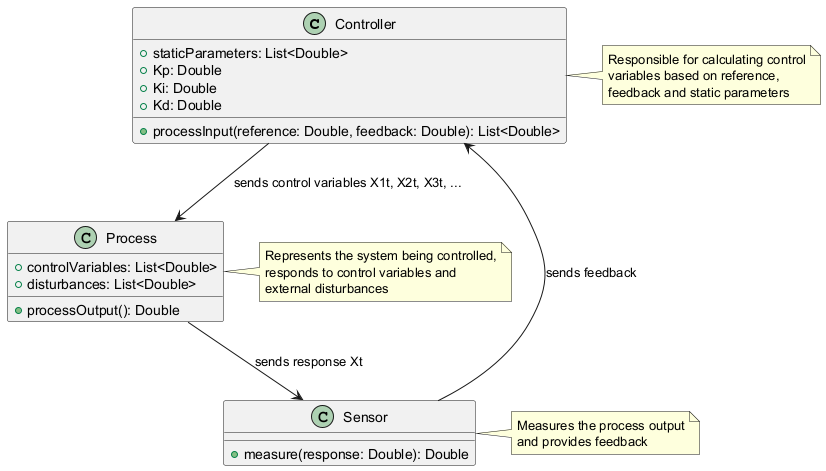 C Controller
staticParameters: List<Double>
Kp: Double
Ki: Double
Kd: Double
processInput(reference: Double, feedback: Double): List<Double>
Responsible for calculating control
variables based on reference,
feedback and static parameters
sends control variables X1t, X2t, X3t, ...
C Process
controlVariables: List<Double>
disturbances: List<Double>
processOutput(): Double
Represents the system being controlled,
responds to control variables and
external disturbances
sends feedback
sends response Xt
C Sensor
measure(response: Double): Double
Measures the process output
and provides feedback